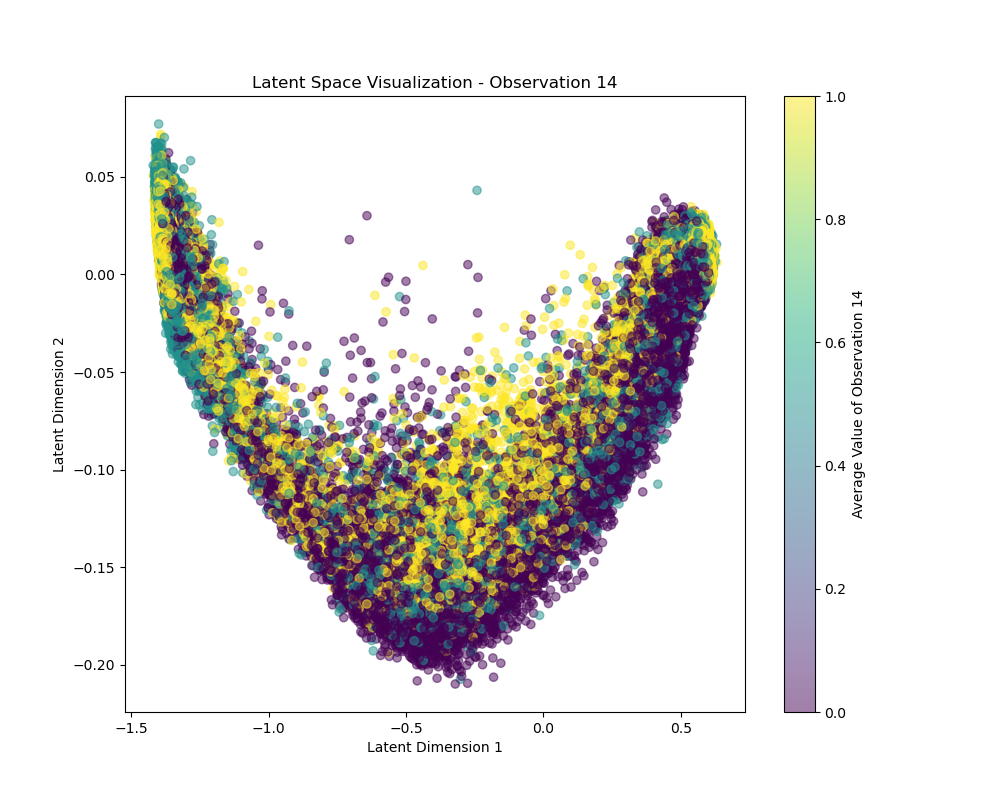 Latent Space Visualization - Observation 14
1.0
0.8
0.6
0.4
0.2
0.0
Average Value of Observation 14
0.05
0.00
−0.05
−0.10
−0.15
−0.20
Latent Dimension 2
−1.5 −1.0 −0.5 0.0 0.5
Latent Dimension 1